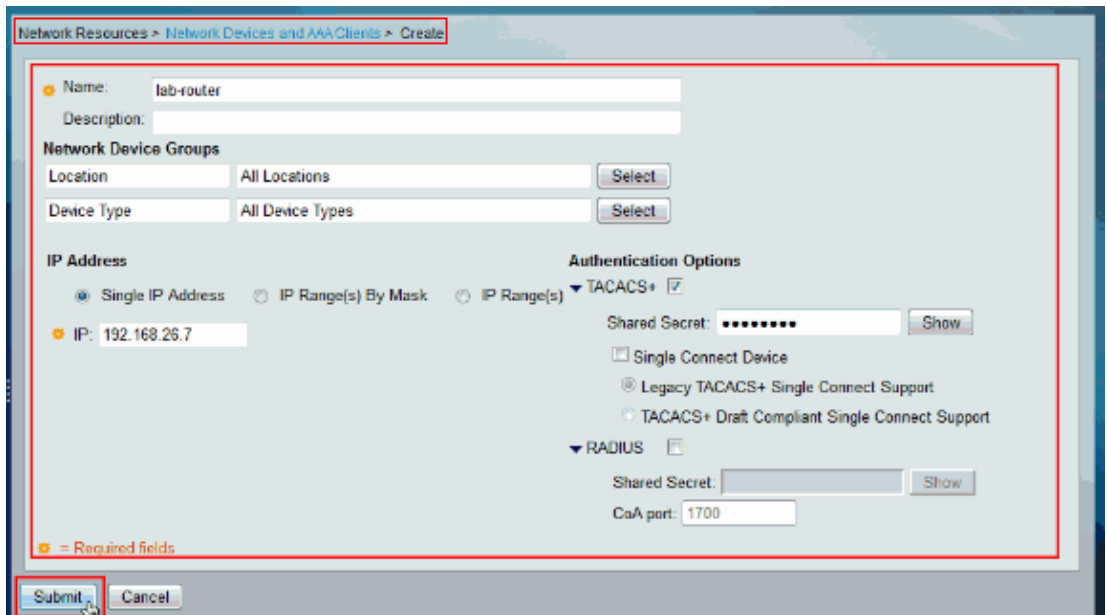 Network Resources > Network Devices and AAA Clients > Create
Name: lab-router
Description:
Network Device Groups
Location All Locations Select
Device Type All Device Types Select
IP Address
Single IP Address IP Range(s) By Mask IP Range(s)
IP: 192.168.26.7
Authentication Options
TACACS+
Shared Secret: •••••••• Show
Single Connect Device
Legacy TACACS+ Single Connect Support
TACACS+ Draft Compliant Single Connect Support
RADIUS
Shared Secret: Show
CoA port: 1700
= Required fields
Submit Cancel